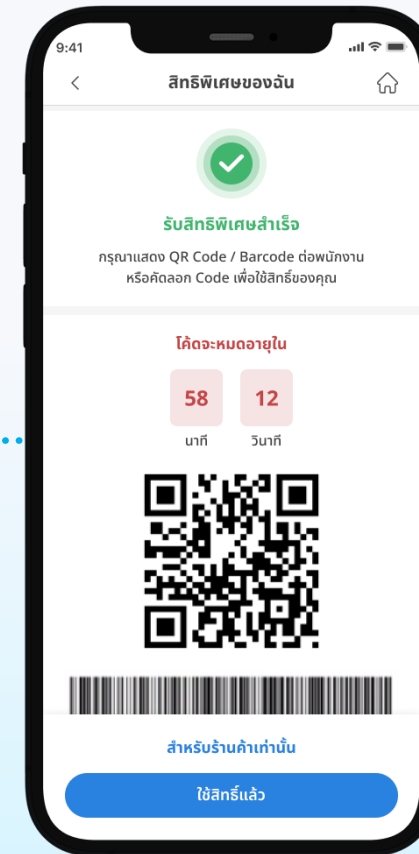 9:41
สิทธิพิเศษของฉัน
รับสิทธิพิเศษสำเร็จ
กรุณาแสดง QR Code / Barcode ต่อพนักงาน
หรือคัดลอก Code เพื่อใช้สิทธิ์ของคุณ
โค้ดจะหมดอายุใน
58 12
นาที วินาที
สำหรับร้านค้าเท่านั้น
ใช้สิทธิ์แล้ว